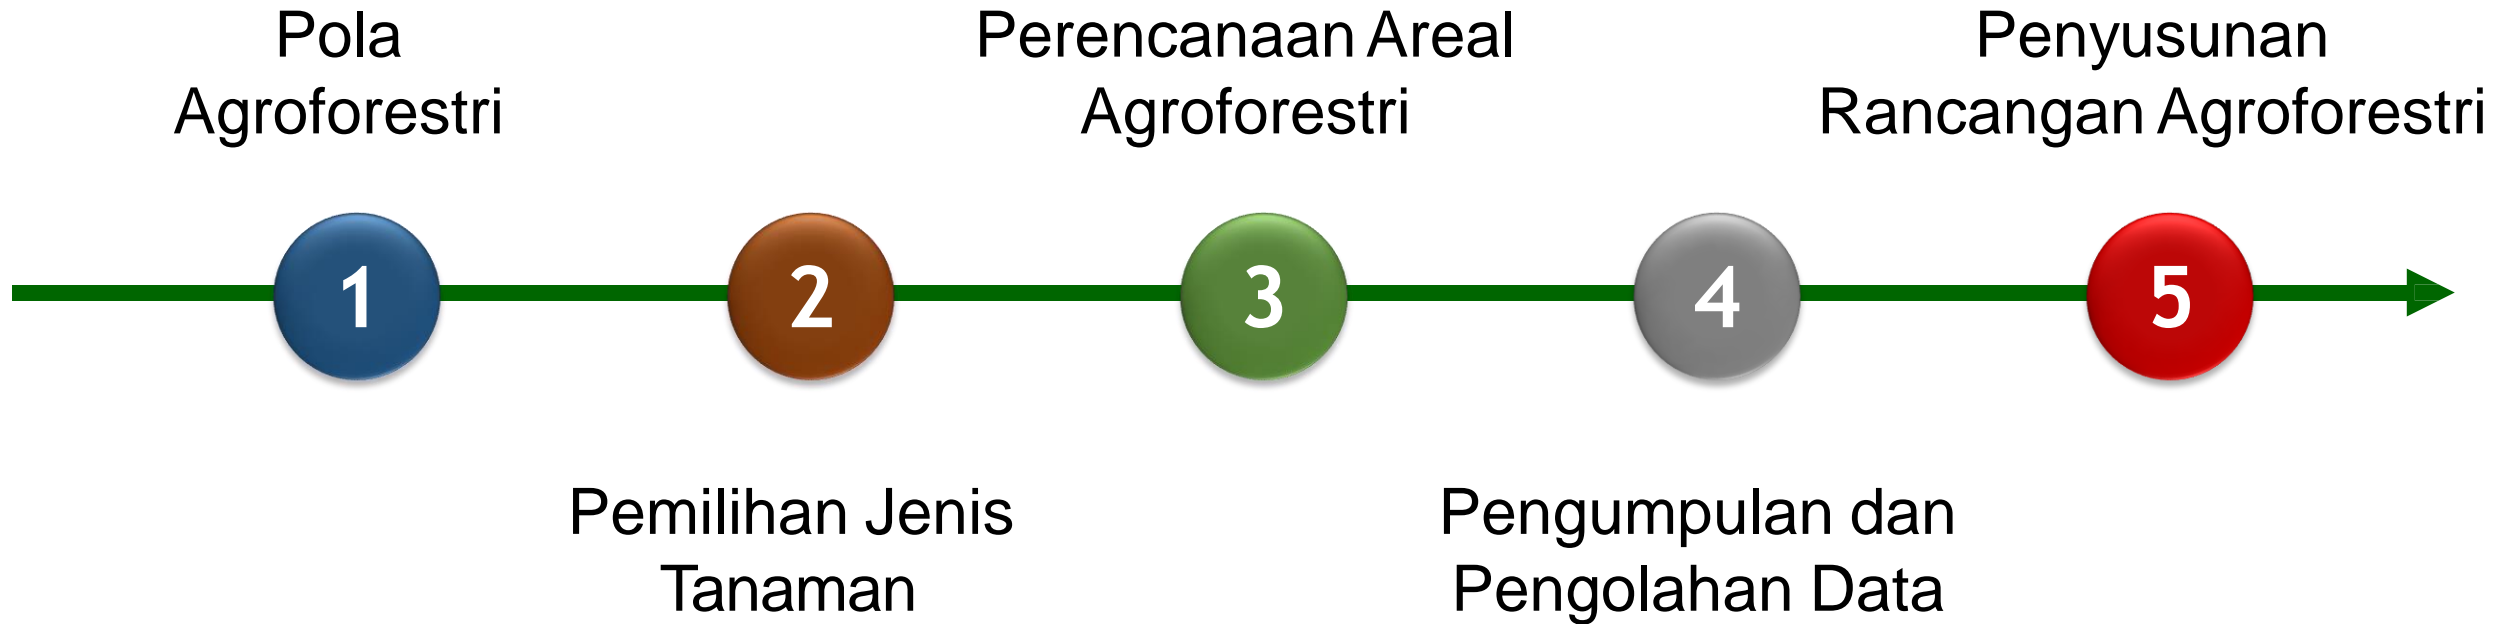 Pola
Agroforestri
Perencanaan Areal
Agroforestri
Penyusunan
Rancangan Agroforestri
1
2
3
4
5
Pemilihan Jenis
Tanaman
Pengumpulan dan
Pengolahan Data